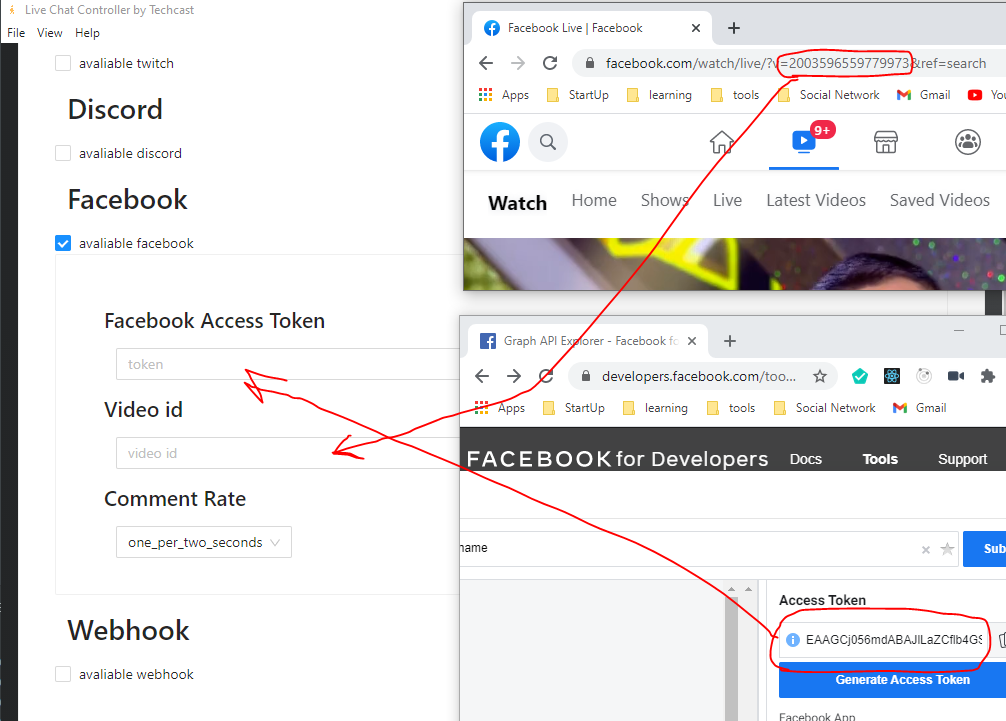 Live Chat Controller by Techcast
File View Help
avaliable twitch
Discord
avaliable discord
Facebook
avaliable facebook
Facebook Access Token
token
Video id
video id
Comment Rate
one_per_two_seconds
Webhook
avaliable webhook
Facebook Live | Facebook
facebook.com/watch/live/?v=2003596559779973&ref=search
Apps StartUp learning tools Social Network Gmail You
9+
Watch Home Shows Live Latest Videos Saved Videos
Graph API Explorer - Facebook fo
developers.facebook.com/too...
Apps StartUp learning tools Social Network Gmail
FACEBOOK for Developers Docs Tools Support
name
Sub
Access Token
Generate Access Token
Facebook App